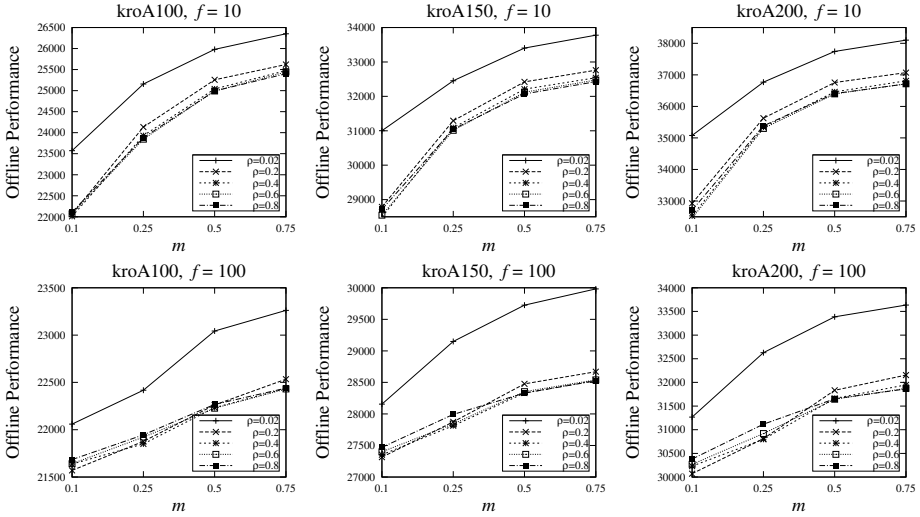 kroA100, f = 10
Offline Performance
26500
26000
25500
25000
24500
24000
23500
23000
22500
22000
0.1 0.25 0.5 0.75
m
ρ=0.02
ρ=0.2
ρ=0.4
ρ=0.6
ρ=0.8
kroA150, f = 10
Offline Performance
34000
33000
32000
31000
30000
29000
0.1 0.25 0.5 0.75
m
ρ=0.02
ρ=0.2
ρ=0.4
ρ=0.6
ρ=0.8
kroA200, f = 10
Offline Performance
38000
37000
36000
35000
34000
33000
0.1 0.25 0.5 0.75
m
ρ=0.02
ρ=0.2
ρ=0.4
ρ=0.6
ρ=0.8
kroA100, f = 100
Offline Performance
23500
23000
22500
22000
21500
0.1 0.25 0.5 0.75
m
ρ=0.02
ρ=0.2
ρ=0.4
ρ=0.6
ρ=0.8
kroA150, f = 100
Offline Performance
30000
29500
29000
28500
28000
27500
27000
0.1 0.25 0.5 0.75
m
ρ=0.02
ρ=0.2
ρ=0.4
ρ=0.6
ρ=0.8
kroA200, f = 100
Offline Performance
34000
33500
33000
32500
32000
31500
31000
30500
30000
29500
0.1 0.25 0.5 0.75
m
ρ=0.02
ρ=0.2
ρ=0.4
ρ=0.6
ρ=0.8